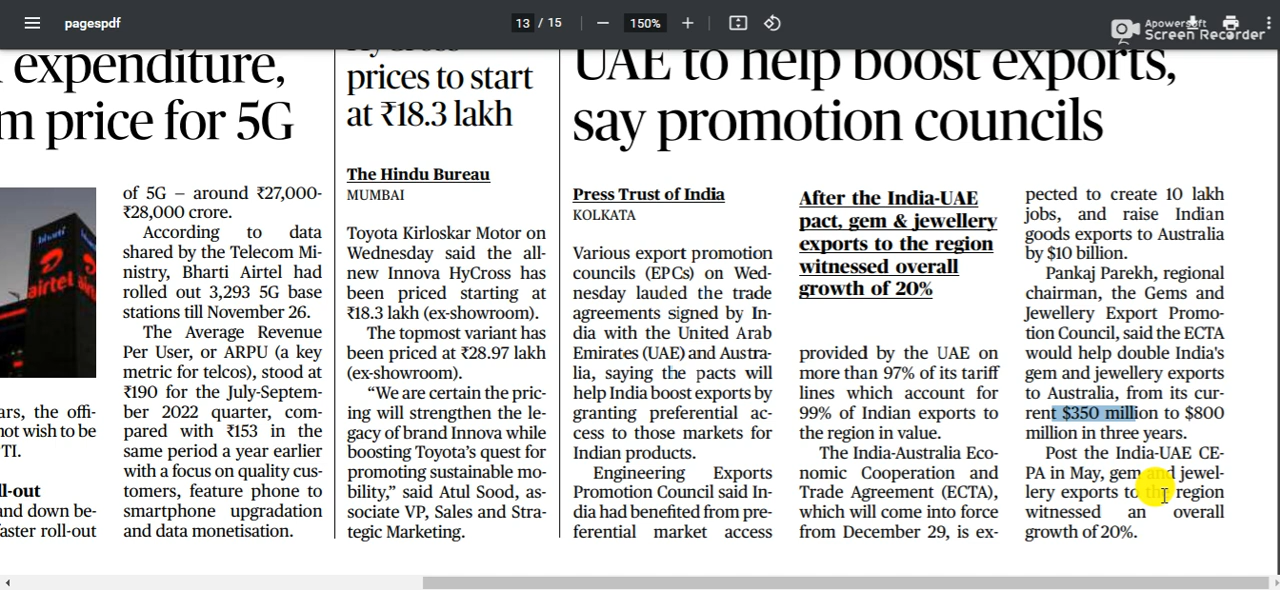 pagespdf
13 / 15
150%
Apowersoft
Screen Recorder
expenditure,
m price for 5G
bharti
airtel
ars, the offi-
not wish to be
TI.
ll-out
and down be-
faster roll-out
of 5G – around ₹27,000-
₹28,000 crore.
According to data
shared by the Telecom Mi-
nistry, Bharti Airtel had
rolled out 3,293 5G base
stations till November 26.
The Average Revenue
Per User, or ARPU (a key
metric for telcos), stood at
₹190 for the July-Septem-
ber 2022 quarter, com-
pared with ₹153 in the
same period a year earlier
with a focus on quality cus-
tomers, feature phone to
smartphone upgradation
and data monetisation.
prices to start
at ₹18.3 lakh
The Hindu Bureau
MUMBAI
Toyota Kirloskar Motor on
Wednesday said the all-
new Innova HyCross has
been priced starting at
₹18.3 lakh (ex-showroom).
The topmost variant has
been priced at ₹28.97 lakh
(ex-showroom).
“We are certain the pric-
ing will strengthen the le-
gacy of brand Innova while
boosting Toyota’s quest for
promoting sustainable mo-
bility,” said Atul Sood, as-
sociate VP, Sales and Stra-
tegic Marketing.
UAE to help boost exports,
say promotion councils
Press Trust of India
KOLKATA
Various export promotion
councils (EPCs) on Wed-
nesday lauded the trade
agreements signed by In-
dia with the United Arab
Emirates (UAE) and Austra-
lia, saying the pacts will
help India boost exports by
granting preferential ac-
cess to those markets for
Indian products.
Engineering Exports
Promotion Council said In-
dia had benefited from pre-
ferential market access
After the India-UAE
pact, gem & jewellery
exports to the region
witnessed overall
growth of 20%
provided by the UAE on
more than 97% of its tariff
lines which account for
99% of Indian exports to
the region in value.
The India-Australia Eco-
nomic Cooperation and
Trade Agreement (ECTA),
which will come into force
from December 29, is ex-
pected to create 10 lakh
jobs, and raise Indian
goods exports to Australia
by $10 billion.
Pankaj Parekh, regional
chairman, the Gems and
Jewellery Export Promo-
tion Council, said the ECTA
would help double India's
gem and jewellery exports
to Australia, from its cur-
rent $350 million to $800
million in three years.
Post the India-UAE CE-
PA in May, gem and jewel-
lery exports to the region
witnessed an overall
growth of 20%.